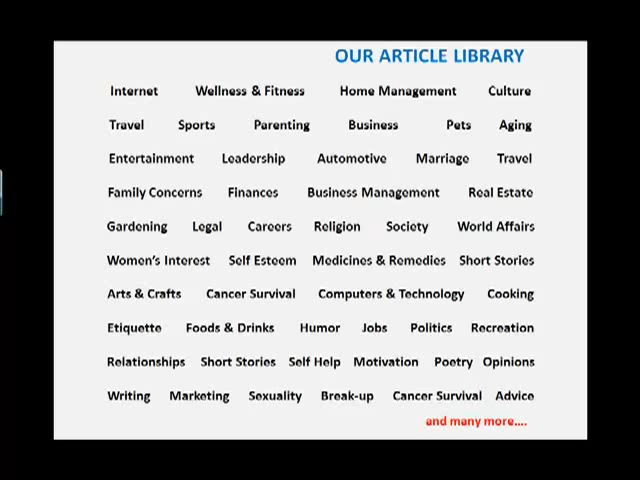 OUR ARTICLE LIBRARY
Internet Wellness & Fitness Home Management Culture
Travel Sports Parenting Business Pets Aging
Entertainment Leadership Automotive Marriage Travel
Family Concerns Finances Business Management Real Estate
Gardening Legal Careers Religion Society World Affairs
Women's Interest Self Esteem Medicines & Remedies Short Stories
Arts & Crafts Cancer Survival Computers & Technology Cooking
Etiquette Foods & Drinks Humor Jobs Politics Recreation
Relationships Short Stories Self Help Motivation Poetry Opinions
Writing Marketing Sexuality Break-up Cancer Survival Advice
and many more....